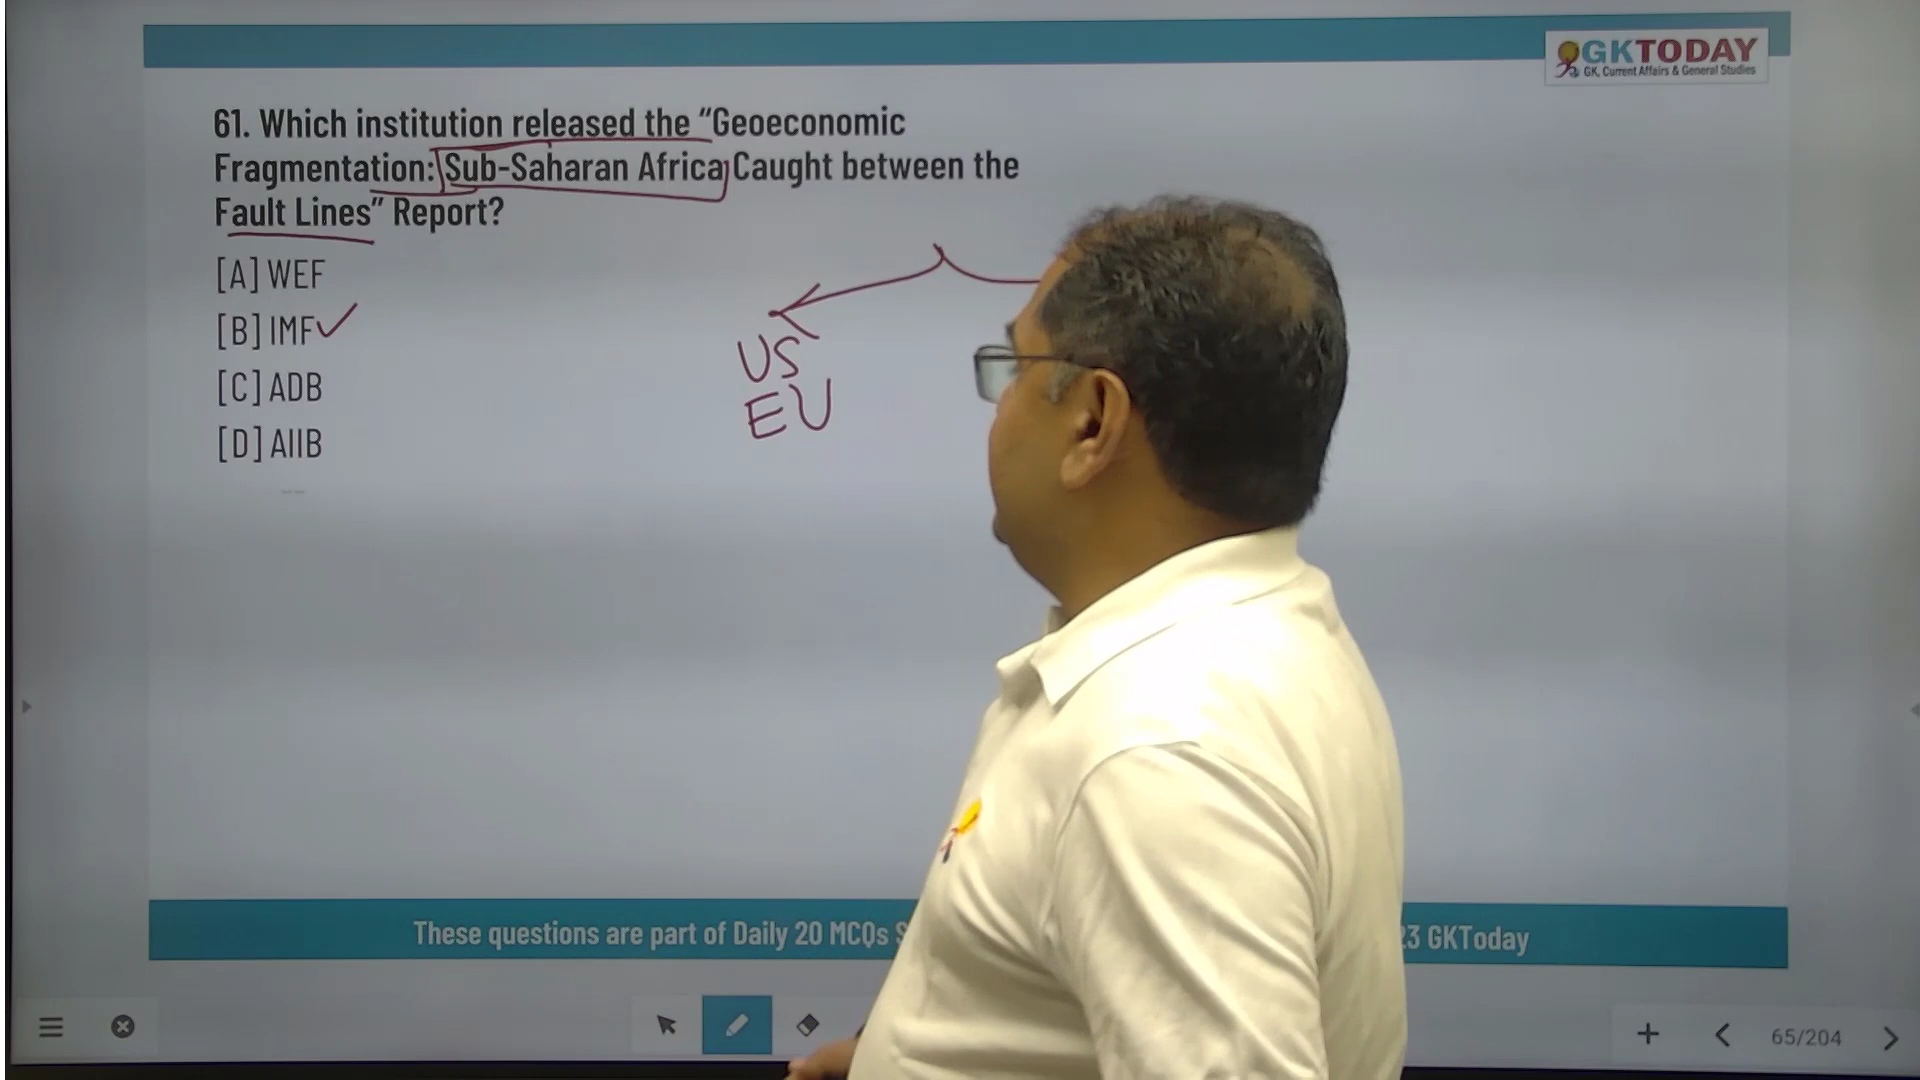 GKTODAY
GK, Current Affairs & General Studies
61. Which institution released the “Geoeconomic
Fragmentation: Sub-Saharan Africa Caught between the
Fault Lines” Report?
[A] WEF
[B] IMF
[C] ADB
[D] AIIB
US
EU
These questions are part of Daily 20 MCQs
23 GKToday
65/204